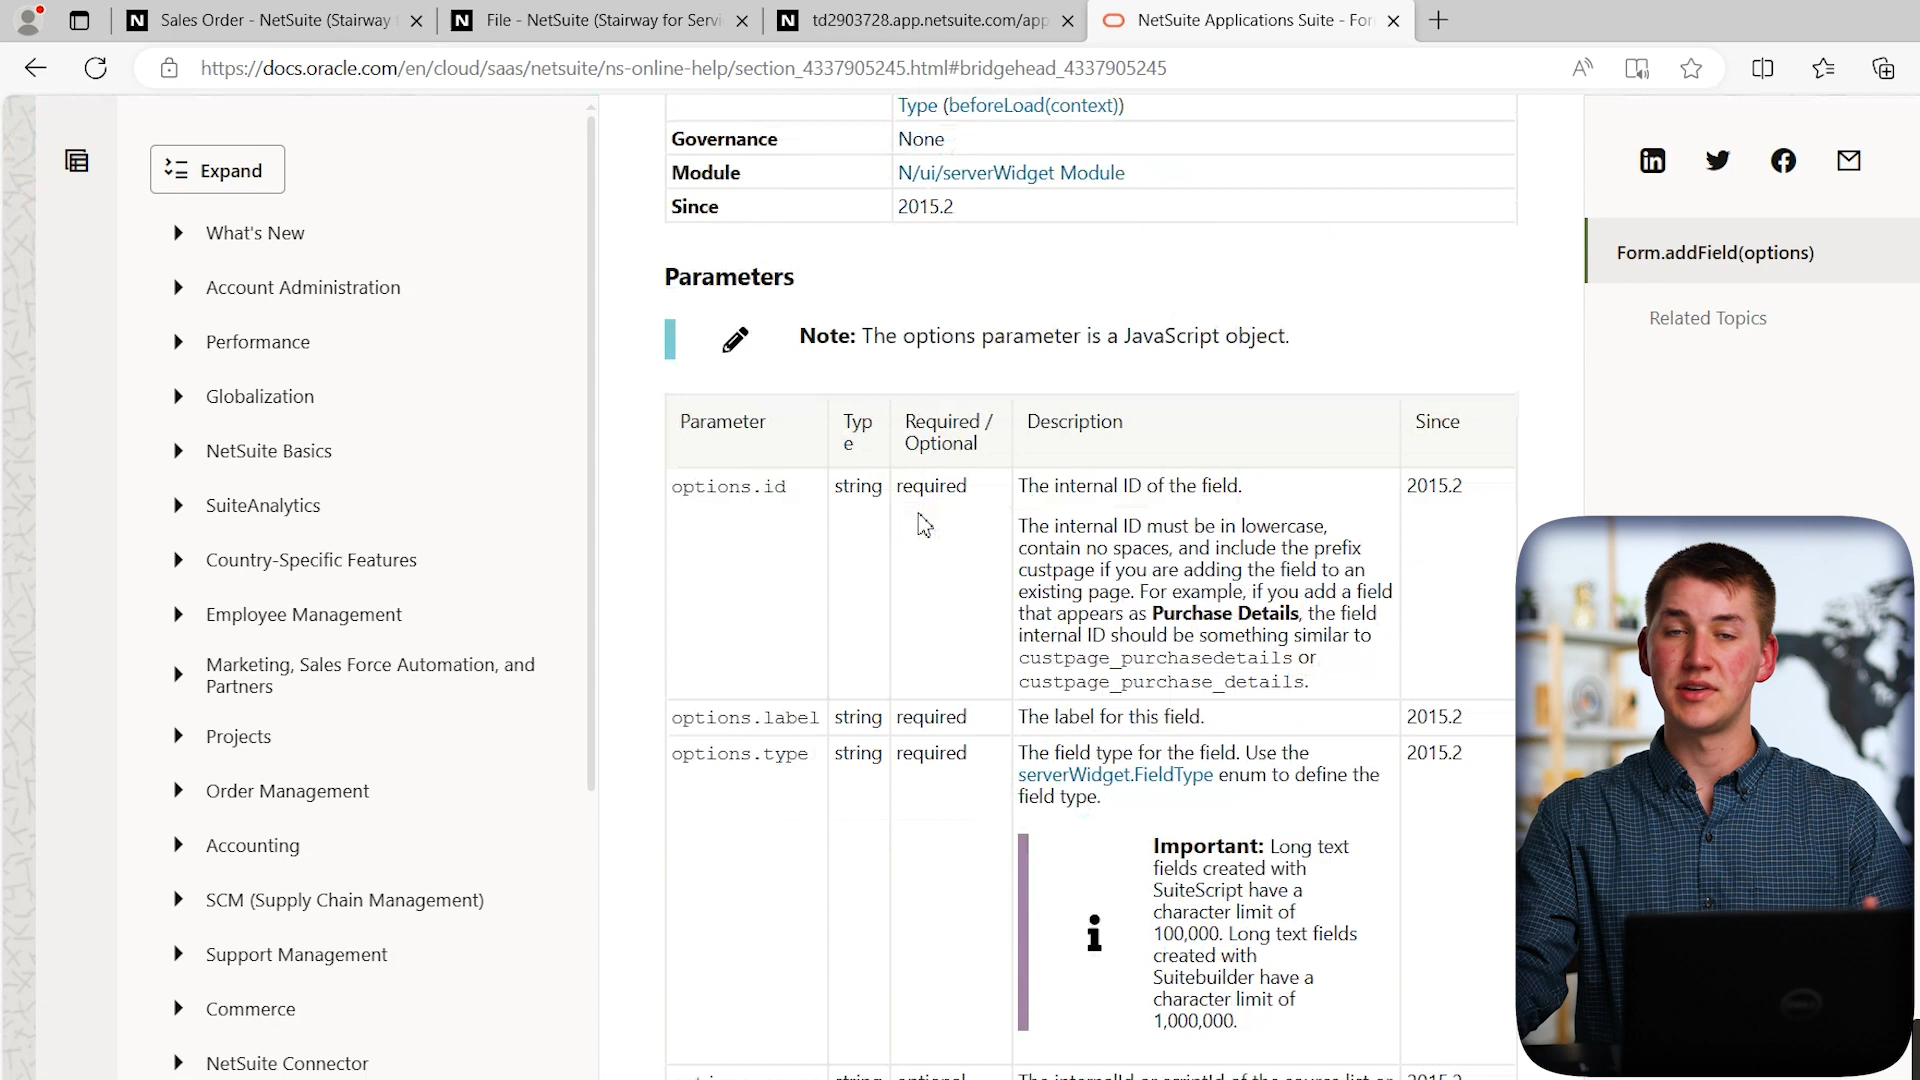 Sales Order - NetSuite (Stairway
File - NetSuite (Stairway for Servi
td2903728.app.netsuite.com/app
NetSuite Applications Suite - For
https://docs.oracle.com/en/cloud/saas/netsuite/ns-online-help/section_4337905245.html#bridgehead_4337905245
Expand
What's New
Account Administration
Performance
Globalization
NetSuite Basics
SuiteAnalytics
Country-Specific Features
Employee Management
Marketing, Sales Force Automation, and
Partners
Projects
Order Management
Accounting
SCM (Supply Chain Management)
Support Management
Commerce
NetSuite Connector
Type (beforeLoad(context))
Governance None
Module N/ui/serverWidget Module
Since 2015.2
Parameters
Note: The options parameter is a JavaScript object.
Parameter Typ Required / Description Since
e Optional
options.id string required The internal ID of the field. 2015.2
The internal ID must be in lowercase,
contain no spaces, and include the prefix
custpage if you are adding the field to an
existing page. For example, if you add a field
that appears as Purchase Details, the field
internal ID should be something similar to
custpage_purchasedetails or
custpage_purchase_details.
options.label string required The label for this field. 2015.2
options.type string required The field type for the field. Use the 2015.2
serverWidget.FieldType enum to define the
field type.
Important: Long text
fields created with
SuiteScript have a
character limit of
100,000. Long text fields
created with
Suitebuilder have a
character limit of
1,000,000.
Form.addField(options)
Related Topics